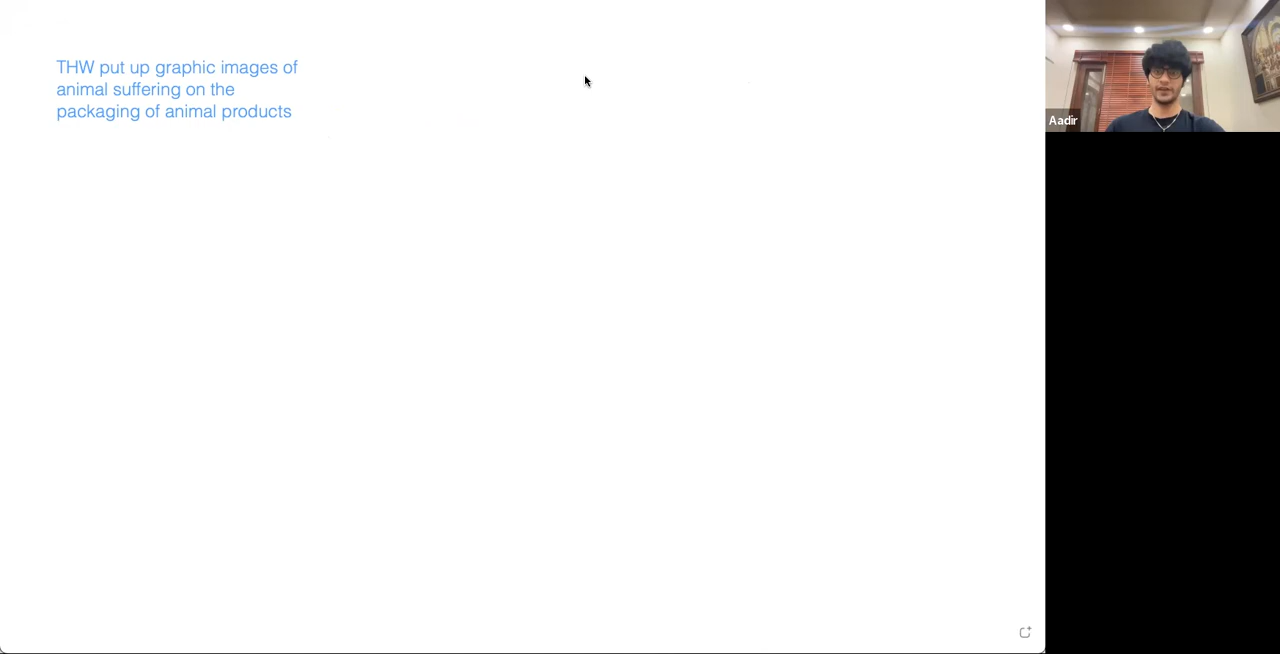 THW put up graphic images of
animal suffering on the
packaging of animal products
Aadir